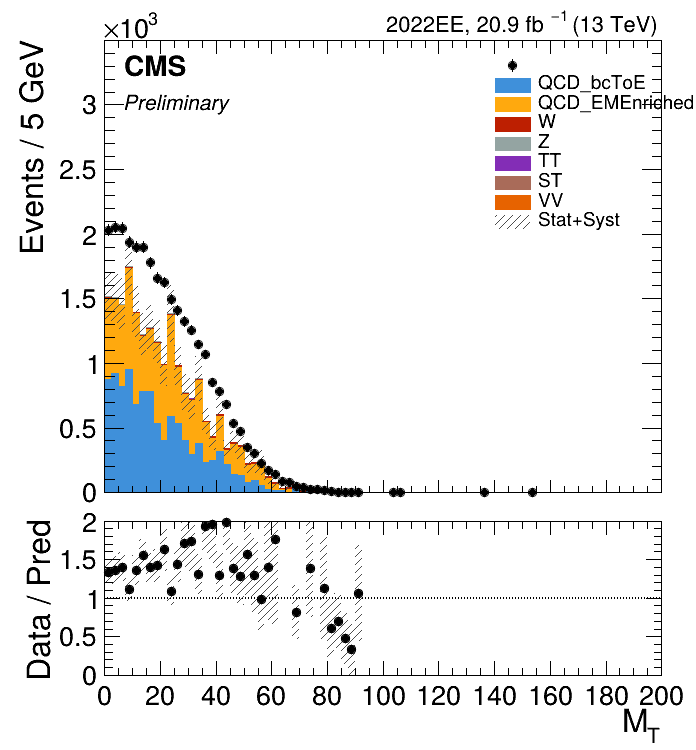 ×10³
2022EE, 20.9 fb ⁻¹ (13 TeV)
CMS
Preliminary
QCD_bcToE
QCD_EMEnriched
W
Z
TT
ST
VV
Stat+Syst
Events / 5 GeV
3
2.5
2
1.5
1
0.5
0
Data / Pred
2
1.5
1
0.5
0
0 20 40 60 80 100 120 140 160 180 200
M_T